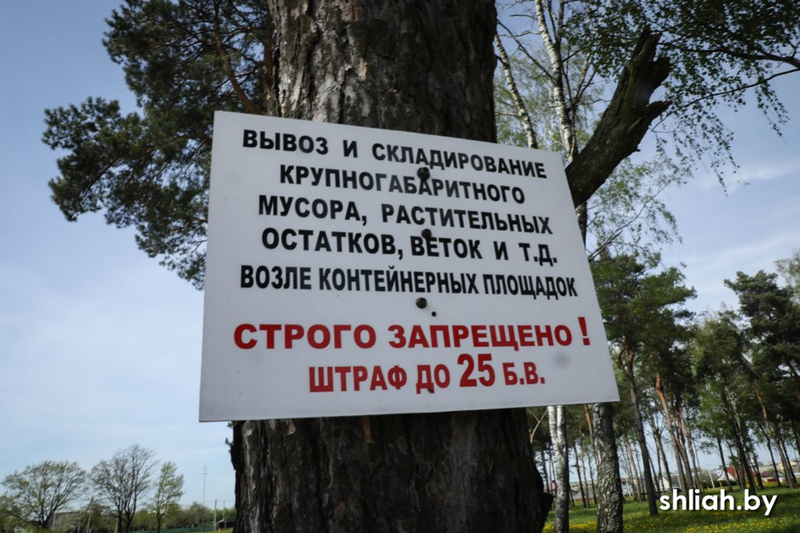 ВЫВОЗ И СКЛАДИРОВАНИЕ
КРУПНОГАБАРИТНОГО
МУСОРА, РАСТИТЕЛЬНЫХ
ОСТАТКОВ, ВЕТОК И Т.Д.
ВОЗЛЕ КОНТЕЙНЕРНЫХ ПЛОЩАДОК
СТРОГО ЗАПРЕЩЕНО!
ШТРАФ ДО 25 Б.В.
shliah.by